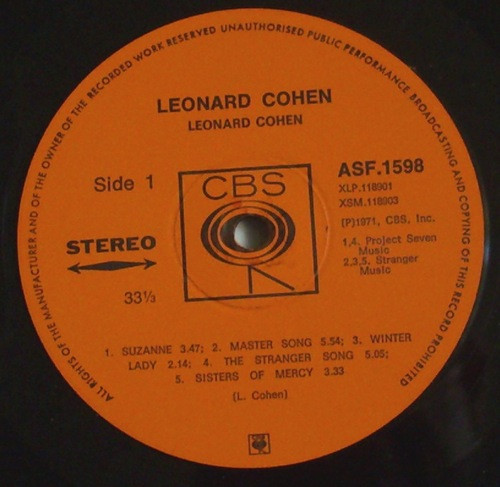 ALL RIGHTS OF THE MANUFACTURER AND OF THE OWNER OF THE RECORDED WORK RESERVED UNAUTHORISED PUBLIC PERFORMANCE BROADCASTING AND COPYING OF THIS RECORD PROHIBITED
LEONARD COHEN
LEONARD COHEN
Side 1
CBS
ASF.1598
XLP.118901
XSM.118903
(P)1971, CBS, Inc.
1,4. Project Seven
Music
2,3,5. Stranger
Music
STEREO
33⅓
1. SUZANNE 3.47; 2. MASTER SONG 5.54; 3. WINTER
LADY 2.14; 4. THE STRANGER SONG 5.05;
5. SISTERS OF MERCY 3.33
(L. Cohen)